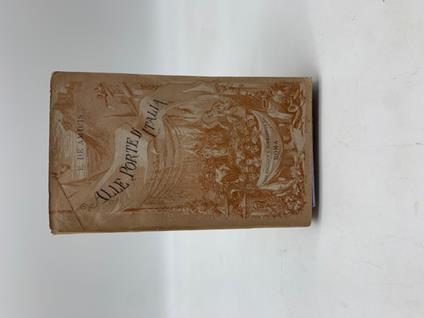 E. DE AMICIS
ALLE PORTE D'ITALIA
ROMA